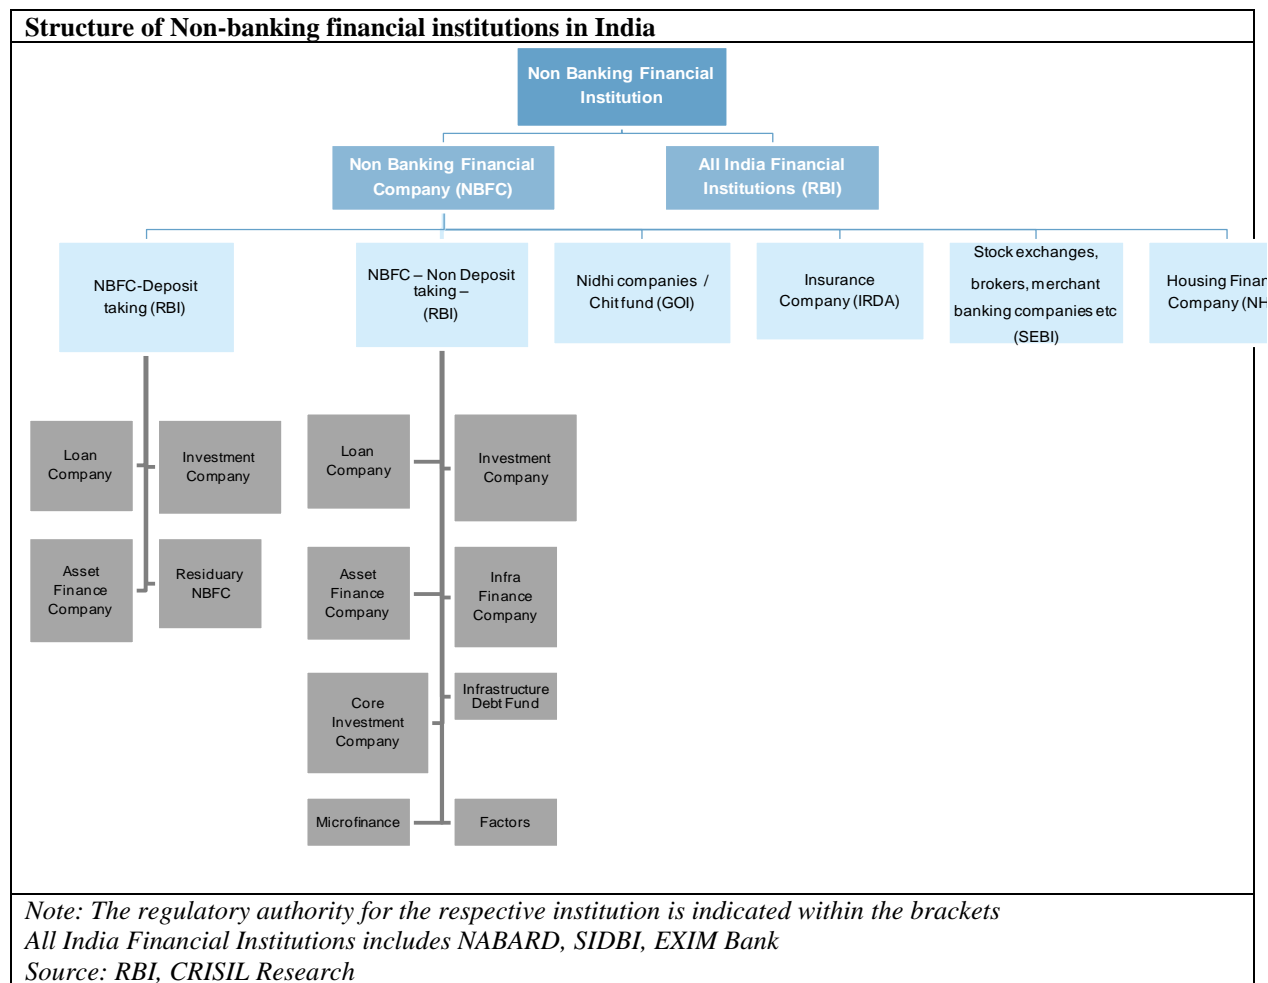 Structure of Non-banking financial institutions in India
Non Banking Financial
Institution
Non Banking Financial
Company (NBFC)
All India Financial
Institutions (RBI)
NBFC-Deposit
taking (RBI)
NBFC – Non Deposit
taking –
(RBI)
Nidhi companies /
Chit fund (GOI)
Insurance
Company (IRDA)
Stock exchanges,
brokers, merchant
banking companies etc
(SEBI)
Housing Finan
Company (NH
Loan
Company
Investment
Company
Asset
Finance
Company
Residuary
NBFC
Loan
Company
Investment
Company
Asset
Finance
Company
Infra
Finance
Company
Core
Investment
Company
Infrastructure
Debt Fund
Microfinance
Factors
Note: The regulatory authority for the respective institution is indicated within the brackets
All India Financial Institutions includes NABARD, SIDBI, EXIM Bank
Source: RBI, CRISIL Research